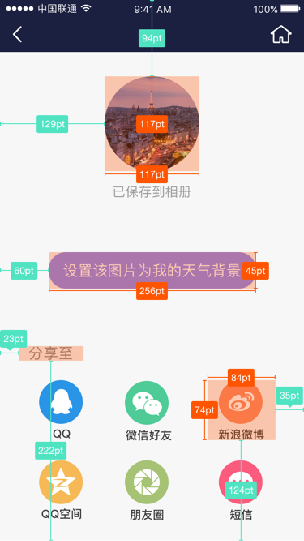 中国联通 9:41 AM 100%
94pt
129pt 117pt
117pt
已保存到相册
60pt 设置该图片为我的天气背景 45pt
256pt
23pt
分享至
84pt
35pt
74pt
QQ 微信好友 新浪微博
222pt
124pt
QQ空间 朋友圈 短信